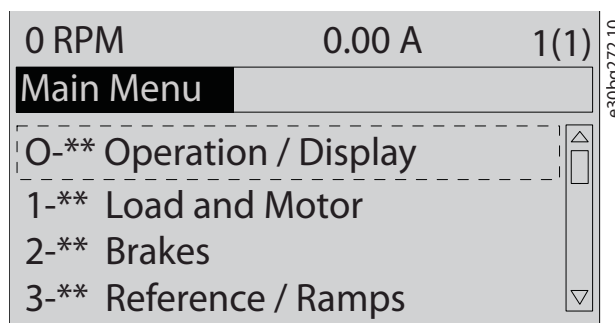 0 RPM 0.00 A 1(1)
Main Menu
O-** Operation / Display
1-** Load and Motor
2-** Brakes
3-** Reference / Ramps
e30bg272.10